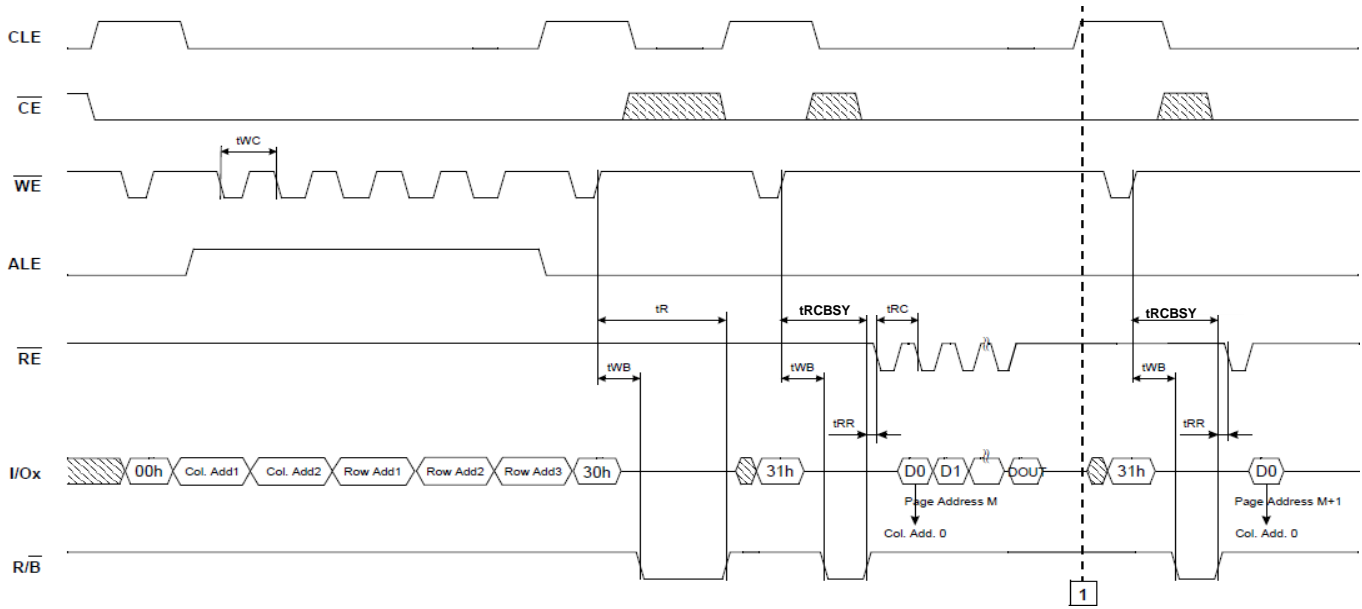 CLE
CE
tWC
WE
ALE
tR
tRCBSY
tRC
tRCBSY
RE
tWB
tWB
tWB
tRR
tRR
I/Ox
00h
Col. Add1
Col. Add2
Row Add1
Row Add2
Row Add3
30h
31h
D0
D1
DOUT
31h
D0
Page Address M
Page Address M+1
Col. Add. 0
Col. Add. 0
R/B
1